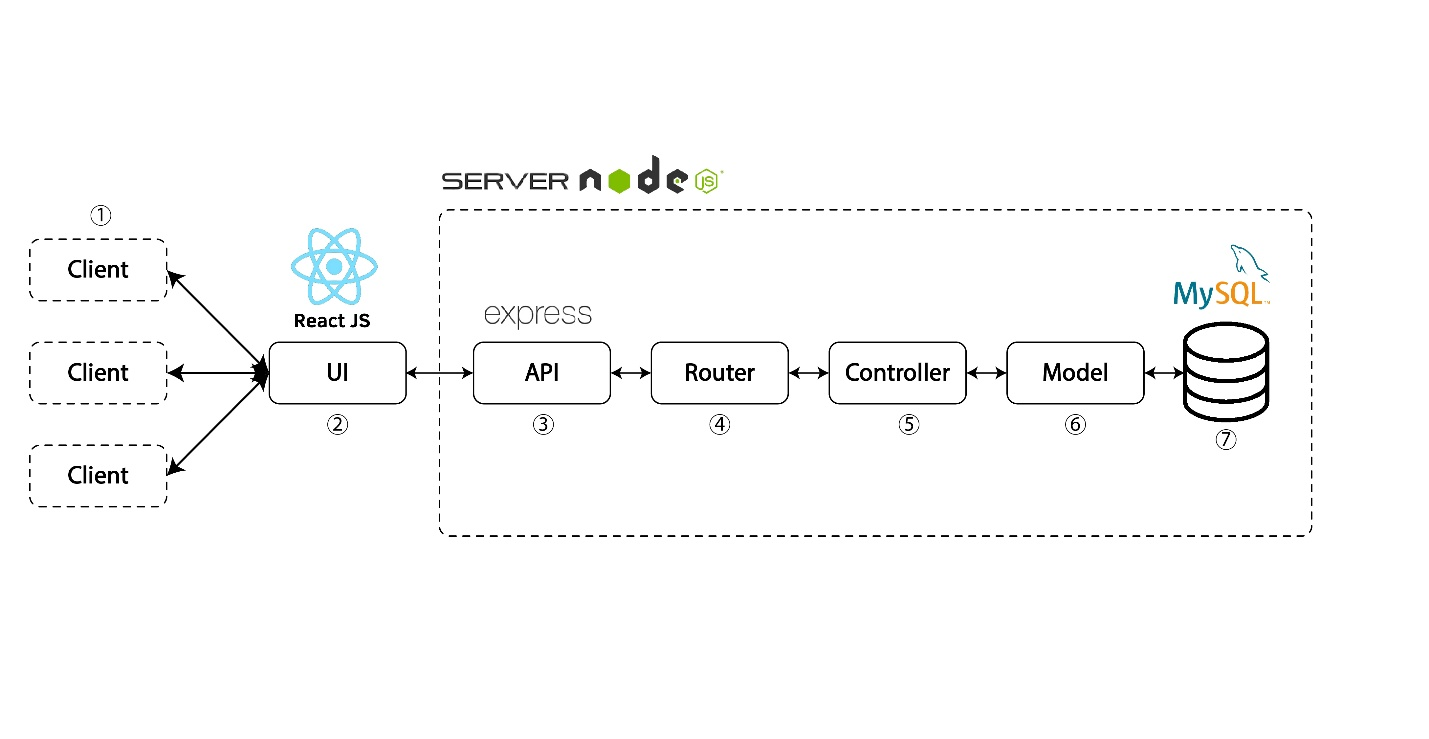 SERVER node JS
①
Client
React JS
express
MySQL™
Client
UI
API
Router
Controller
Model
②
③
④
⑤
⑥
⑦
Client